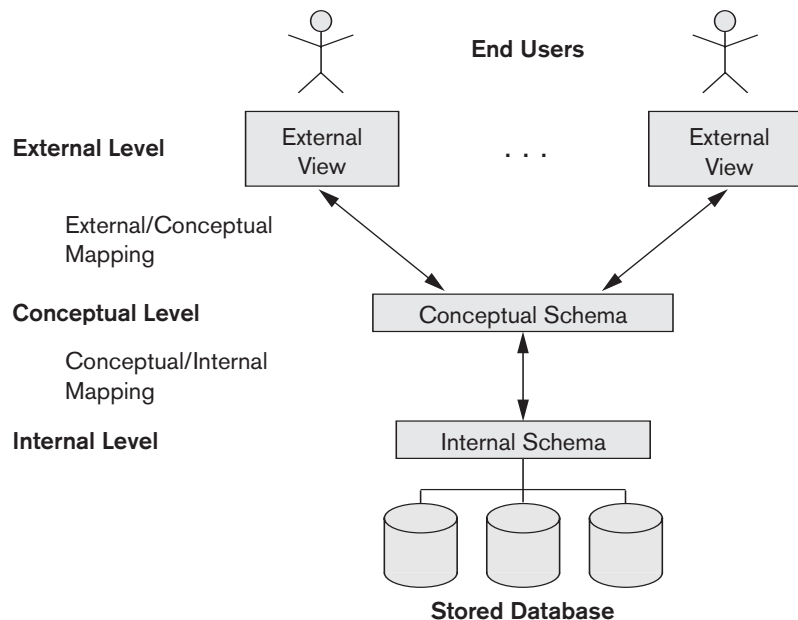 End Users
External Level
External
View
. . .
External
View
External/Conceptual
Mapping
Conceptual Level
Conceptual Schema
Conceptual/Internal
Mapping
Internal Level
Internal Schema
Stored Database